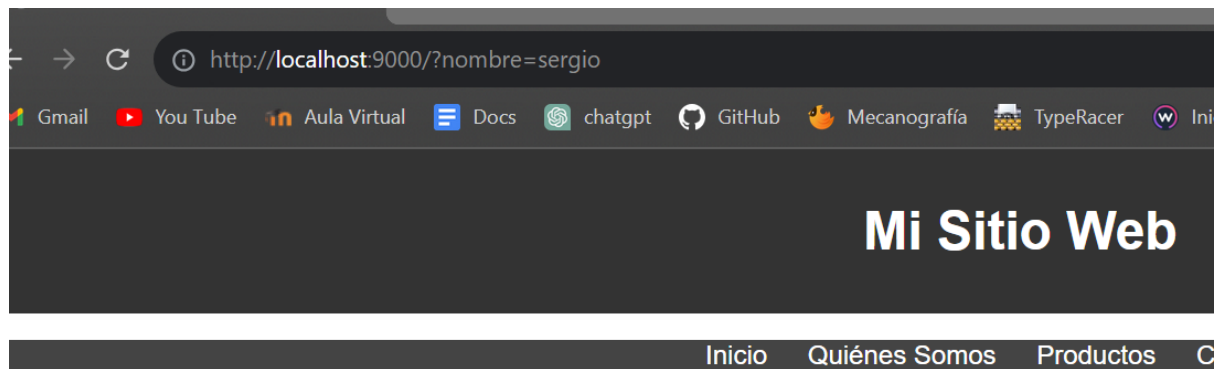 http://localhost:9000/?nombre=sergio
Gmail You Tube Aula Virtual Docs chatgpt GitHub Mecanografía TypeRacer
Mi Sitio Web
Inicio Quiénes Somos Productos